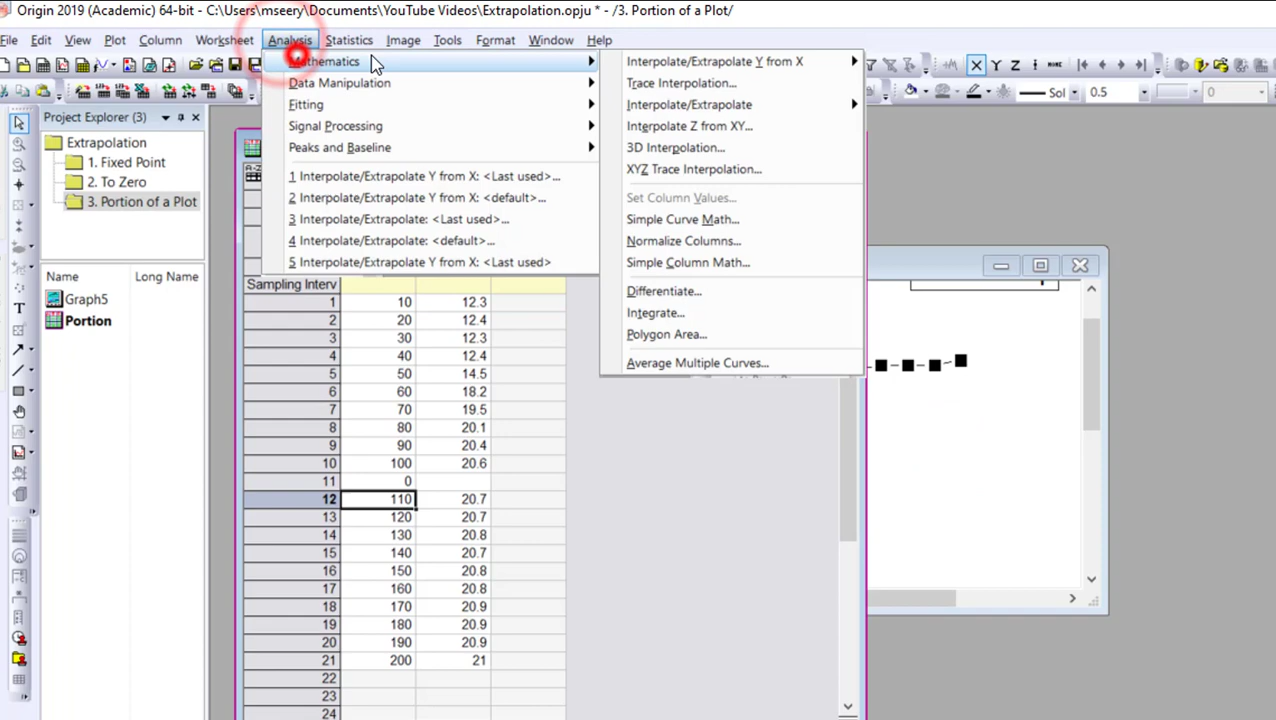 Origin 2019 (Academic) 64-bit - C:\Users\mseery\Documents\YouTube Videos\Extrapolation.opju * - /3. Portion of a Plot/
File Edit View Plot Column Worksheet Analysis Statistics Image Tools Format Window Help
Y Z NONE Sol 0.5 0
Project Explorer (3)
Extrapolation
1. Fixed Point
2. To Zero
3. Portion of a Plot
Name Long Name
Graph5
Portion
T
Mathematics
Data Manipulation
Fitting
Signal Processing
Peaks and Baseline
1 Interpolate/Extrapolate Y from X: <Last used>...
2 Interpolate/Extrapolate Y from X: <default>...
3 Interpolate/Extrapolate: <Last used>...
4 Interpolate/Extrapolate: <default>...
5 Interpolate/Extrapolate Y from X: <Last used>
Interpolate/Extrapolate Y from X
Trace Interpolation...
Interpolate/Extrapolate
Interpolate Z from XY...
3D Interpolation...
XYZ Trace Interpolation...
Set Column Values...
Simple Curve Math...
Normalize Columns...
Simple Column Math...
Differentiate...
Integrate...
Polygon Area...
Average Multiple Curves...
Sampling Interv
1 10 12.3
2 20 12.4
3 30 12.3
4 40 12.4
5 50 14.5
6 60 18.2
7 70 19.5
8 80 20.1
9 90 20.4
10 100 20.6
11 0
12 110 20.7
13 120 20.7
14 130 20.8
15 140 20.7
16 150 20.8
17 160 20.8
18 170 20.9
19 180 20.9
20 190 20.9
21 200 21
22
23
24